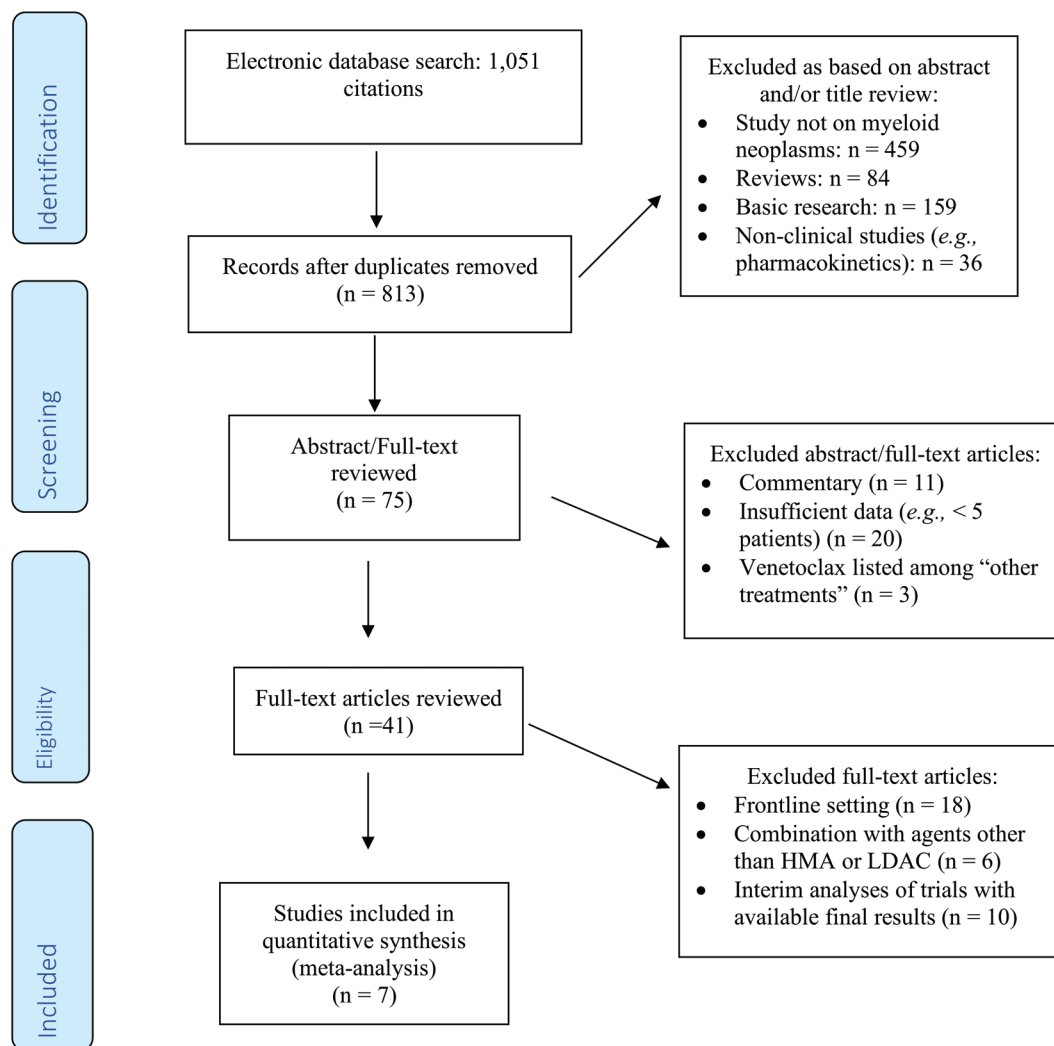 Identification
Electronic database search: 1,051
citations
Excluded as based on abstract
and/or title review:
• Study not on myeloid
neoplasms: n = 459
• Reviews: n = 84
• Basic research: n = 159
• Non-clinical studies (e.g.,
pharmacokinetics): n = 36
Records after duplicates removed
(n = 813)
Screening
Abstract/Full-text
reviewed
(n = 75)
Excluded abstract/full-text articles:
• Commentary (n = 11)
• Insufficient data (e.g., < 5
patients) (n = 20)
• Venetoclax listed among “other
treatments” (n = 3)
Eligibility
Full-text articles reviewed
(n =41)
Excluded full-text articles:
• Frontline setting (n = 18)
• Combination with agents other
than HMA or LDAC (n = 6)
• Interim analyses of trials with
available final results (n = 10)
Included
Studies included in
quantitative synthesis
(meta-analysis)
(n = 7)